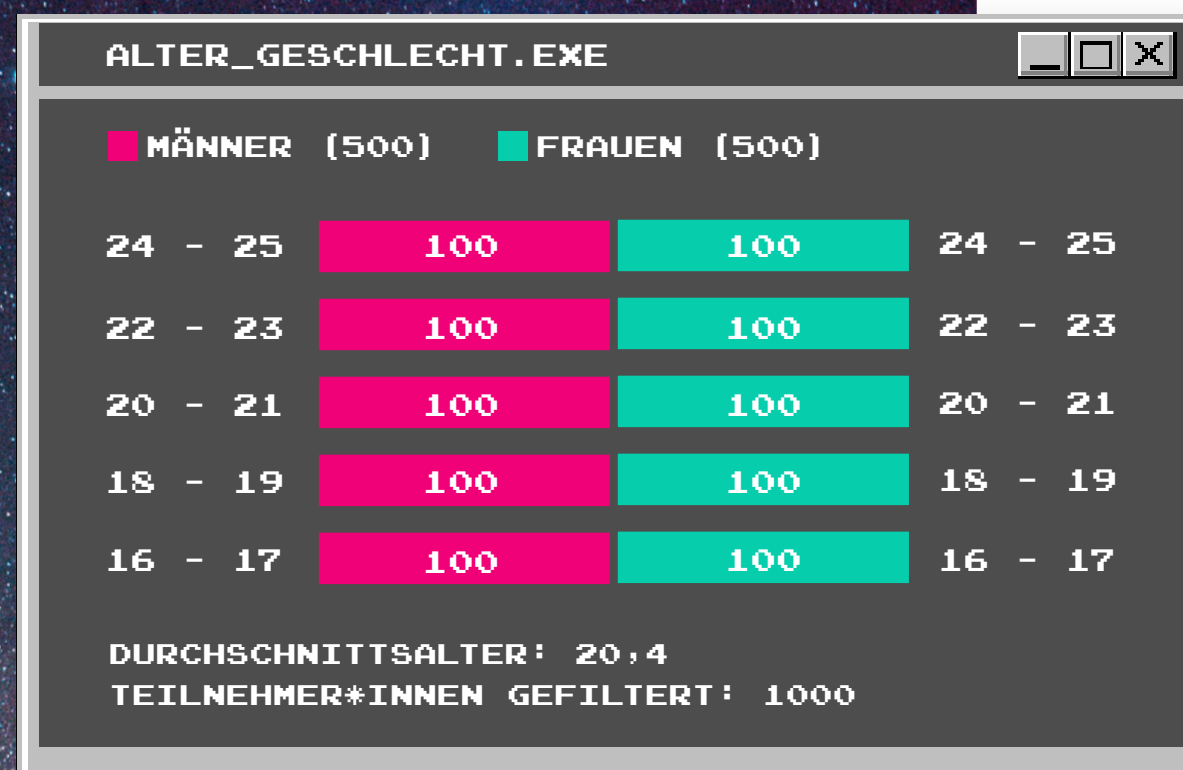 ALTER_GESCHLECHT.EXE
MÄNNER (500) FRAUEN (500)
24 - 25 100 100 24 - 25
22 - 23 100 100 22 - 23
20 - 21 100 100 20 - 21
18 - 19 100 100 18 - 19
16 - 17 100 100 16 - 17
DURCHSCHNITTSALTER: 20,4
TEILNEHMER*INNEN GEFILTERT: 1000